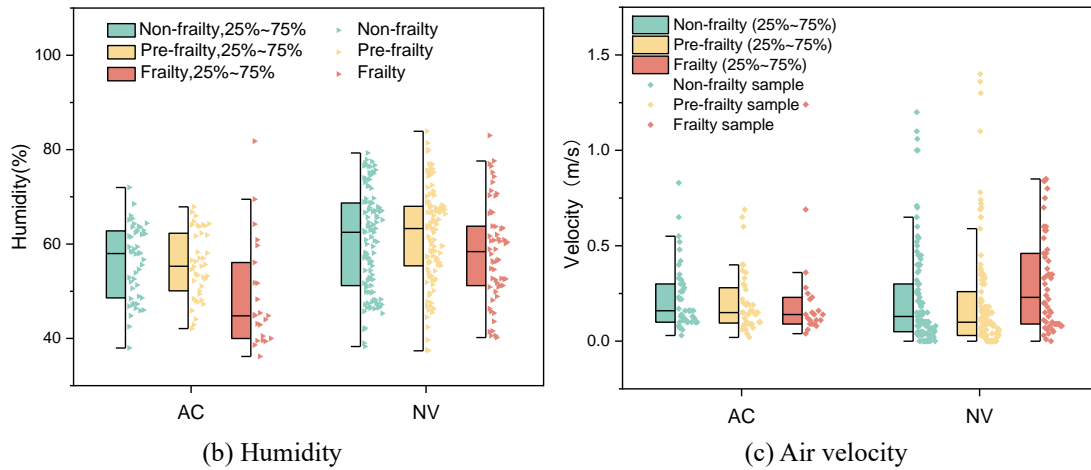 Non-frailty,25%~75%
Pre-frailty,25%~75%
Frailty,25%~75%
Non-frailty
Pre-frailty
Frailty
100
80
60
40
Humidity(%)
AC
NV
(b) Humidity
Non-frailty (25%~75%)
Pre-frailty (25%~75%)
Frailty (25%~75%)
Non-frailty sample
Pre-frailty sample
Frailty sample
1.5
1.0
0.5
0.0
Velocity (m/s)
AC
NV
(c) Air velocity